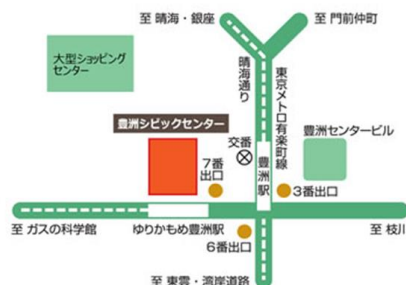 至 晴海・銀座
至 門前仲町
大型ショッピング
センター
晴海通り
東京メトロ有楽町線
豊洲シビックセンター
交番
豊洲駅
豊洲センタービル
7番
出口
3番出口
至 ガスの科学館
ゆりかもめ豊洲駅
6番出口
至 枝川
至 東雲・湾岸道路